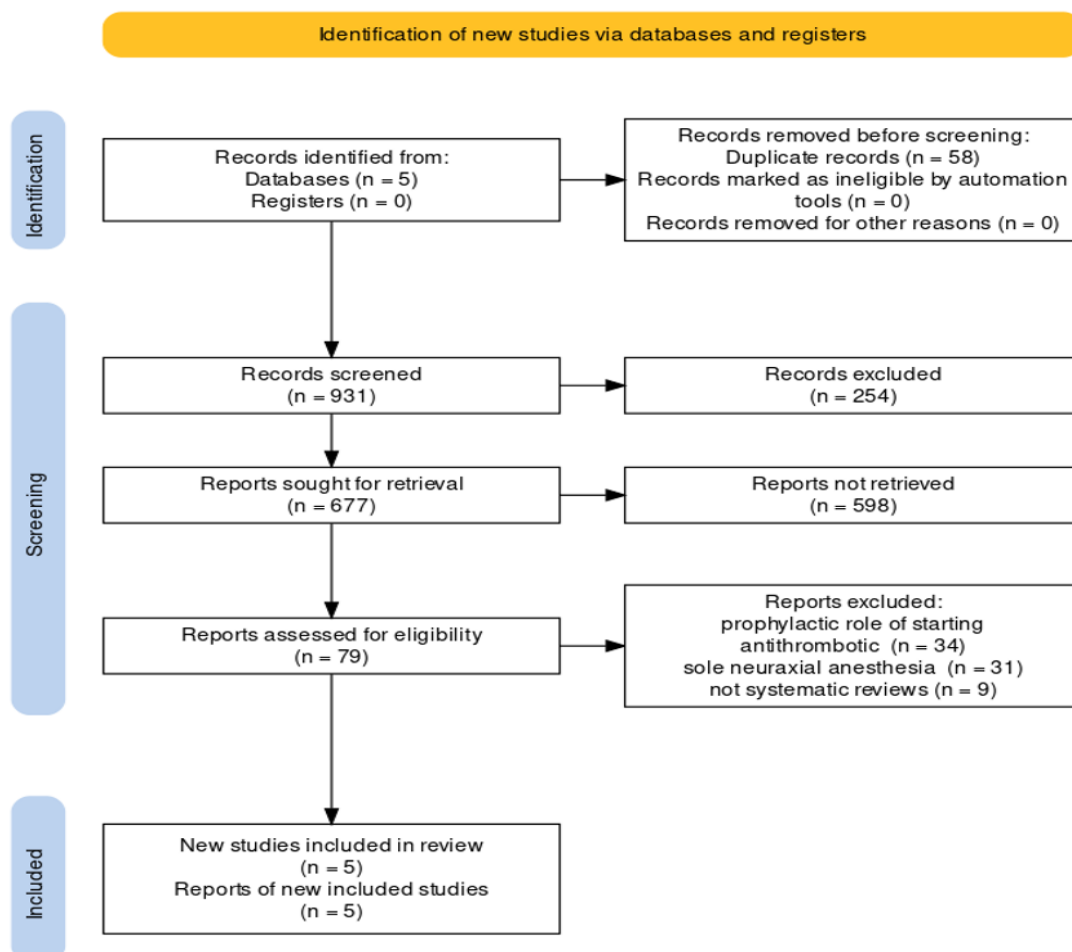 Identification of new studies via databases and registers
Identification
Records identified from:
Databases (n = 5)
Registers (n = 0)
Records removed before screening:
Duplicate records (n = 58)
Records marked as ineligible by automation
tools (n = 0)
Records removed for other reasons (n = 0)
Screening
Records screened
(n = 931)
Records excluded
(n = 254)
Reports sought for retrieval
(n = 677)
Reports not retrieved
(n = 598)
Reports assessed for eligibility
(n = 79)
Reports excluded:
prophylactic role of starting
antithrombotic (n = 34)
sole neuraxial anesthesia (n = 31)
not systematic reviews (n = 9)
Included
New studies included in review
(n = 5)
Reports of new included studies
(n = 5)